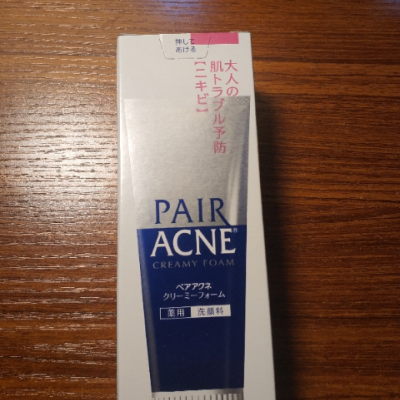 押して
あける
大人の
肌トラブル予防
【ニキビ】
PAIR
ACNE®
CREAMY FOAM
ペアアクネ
クリーミーフォーム
薬用 洗顔料